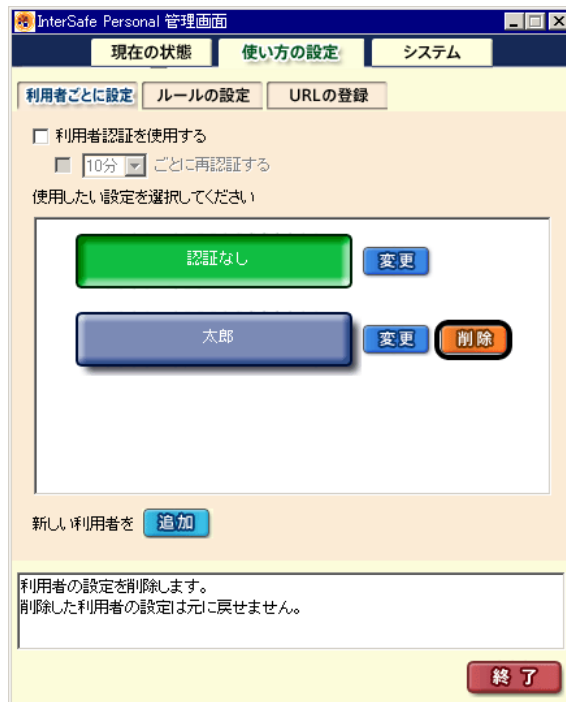 InterSafe Personal 管理画面
現在の状態 使い方の設定 システム
利用者ごとに設定 ルールの設定 URLの登録
利用者認証を使用する
10分 ごとに再認証する
使用したい設定を選択してください
認証なし 変更
太郎 変更 削除
新しい利用者を 追加
利用者の設定を削除します。
削除した利用者の設定は元に戻せません。
終了